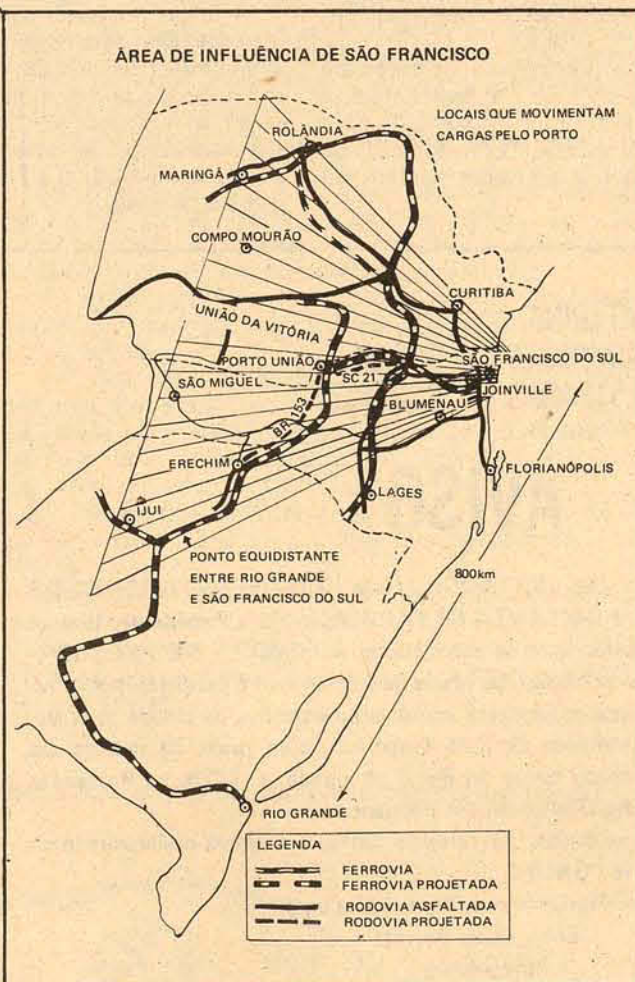 ÁREA DE INFLUÊNCIA DE SÃO FRANCISCO
LOCAIS QUE MOVIMENTAM
CARGAS PELO PORTO
ROLÀNDIA
MARINGÁ
COMPO MOURÃO
CURITIBA
UNIÃO DA VITÓRIA
SÃO FRANCISCO DO SUL
PORTO UNIÃO
SC 21
JOINVILLE
SÃO MIGUEL
BLUMENAU
BR-153
ERECHIM
FLORIANÓPOLIS
LAGES
IJUI
PONTO EQUIDISTANTE
ENTRE RIO GRANDE
E SÃO FRANCISCO DO SUL
800km
RIO GRANDE
LEGENDA
FERROVIA
FERROVIA PROJETADA
RODOVIA ASFALTADA
RODOVIA PROJETADA